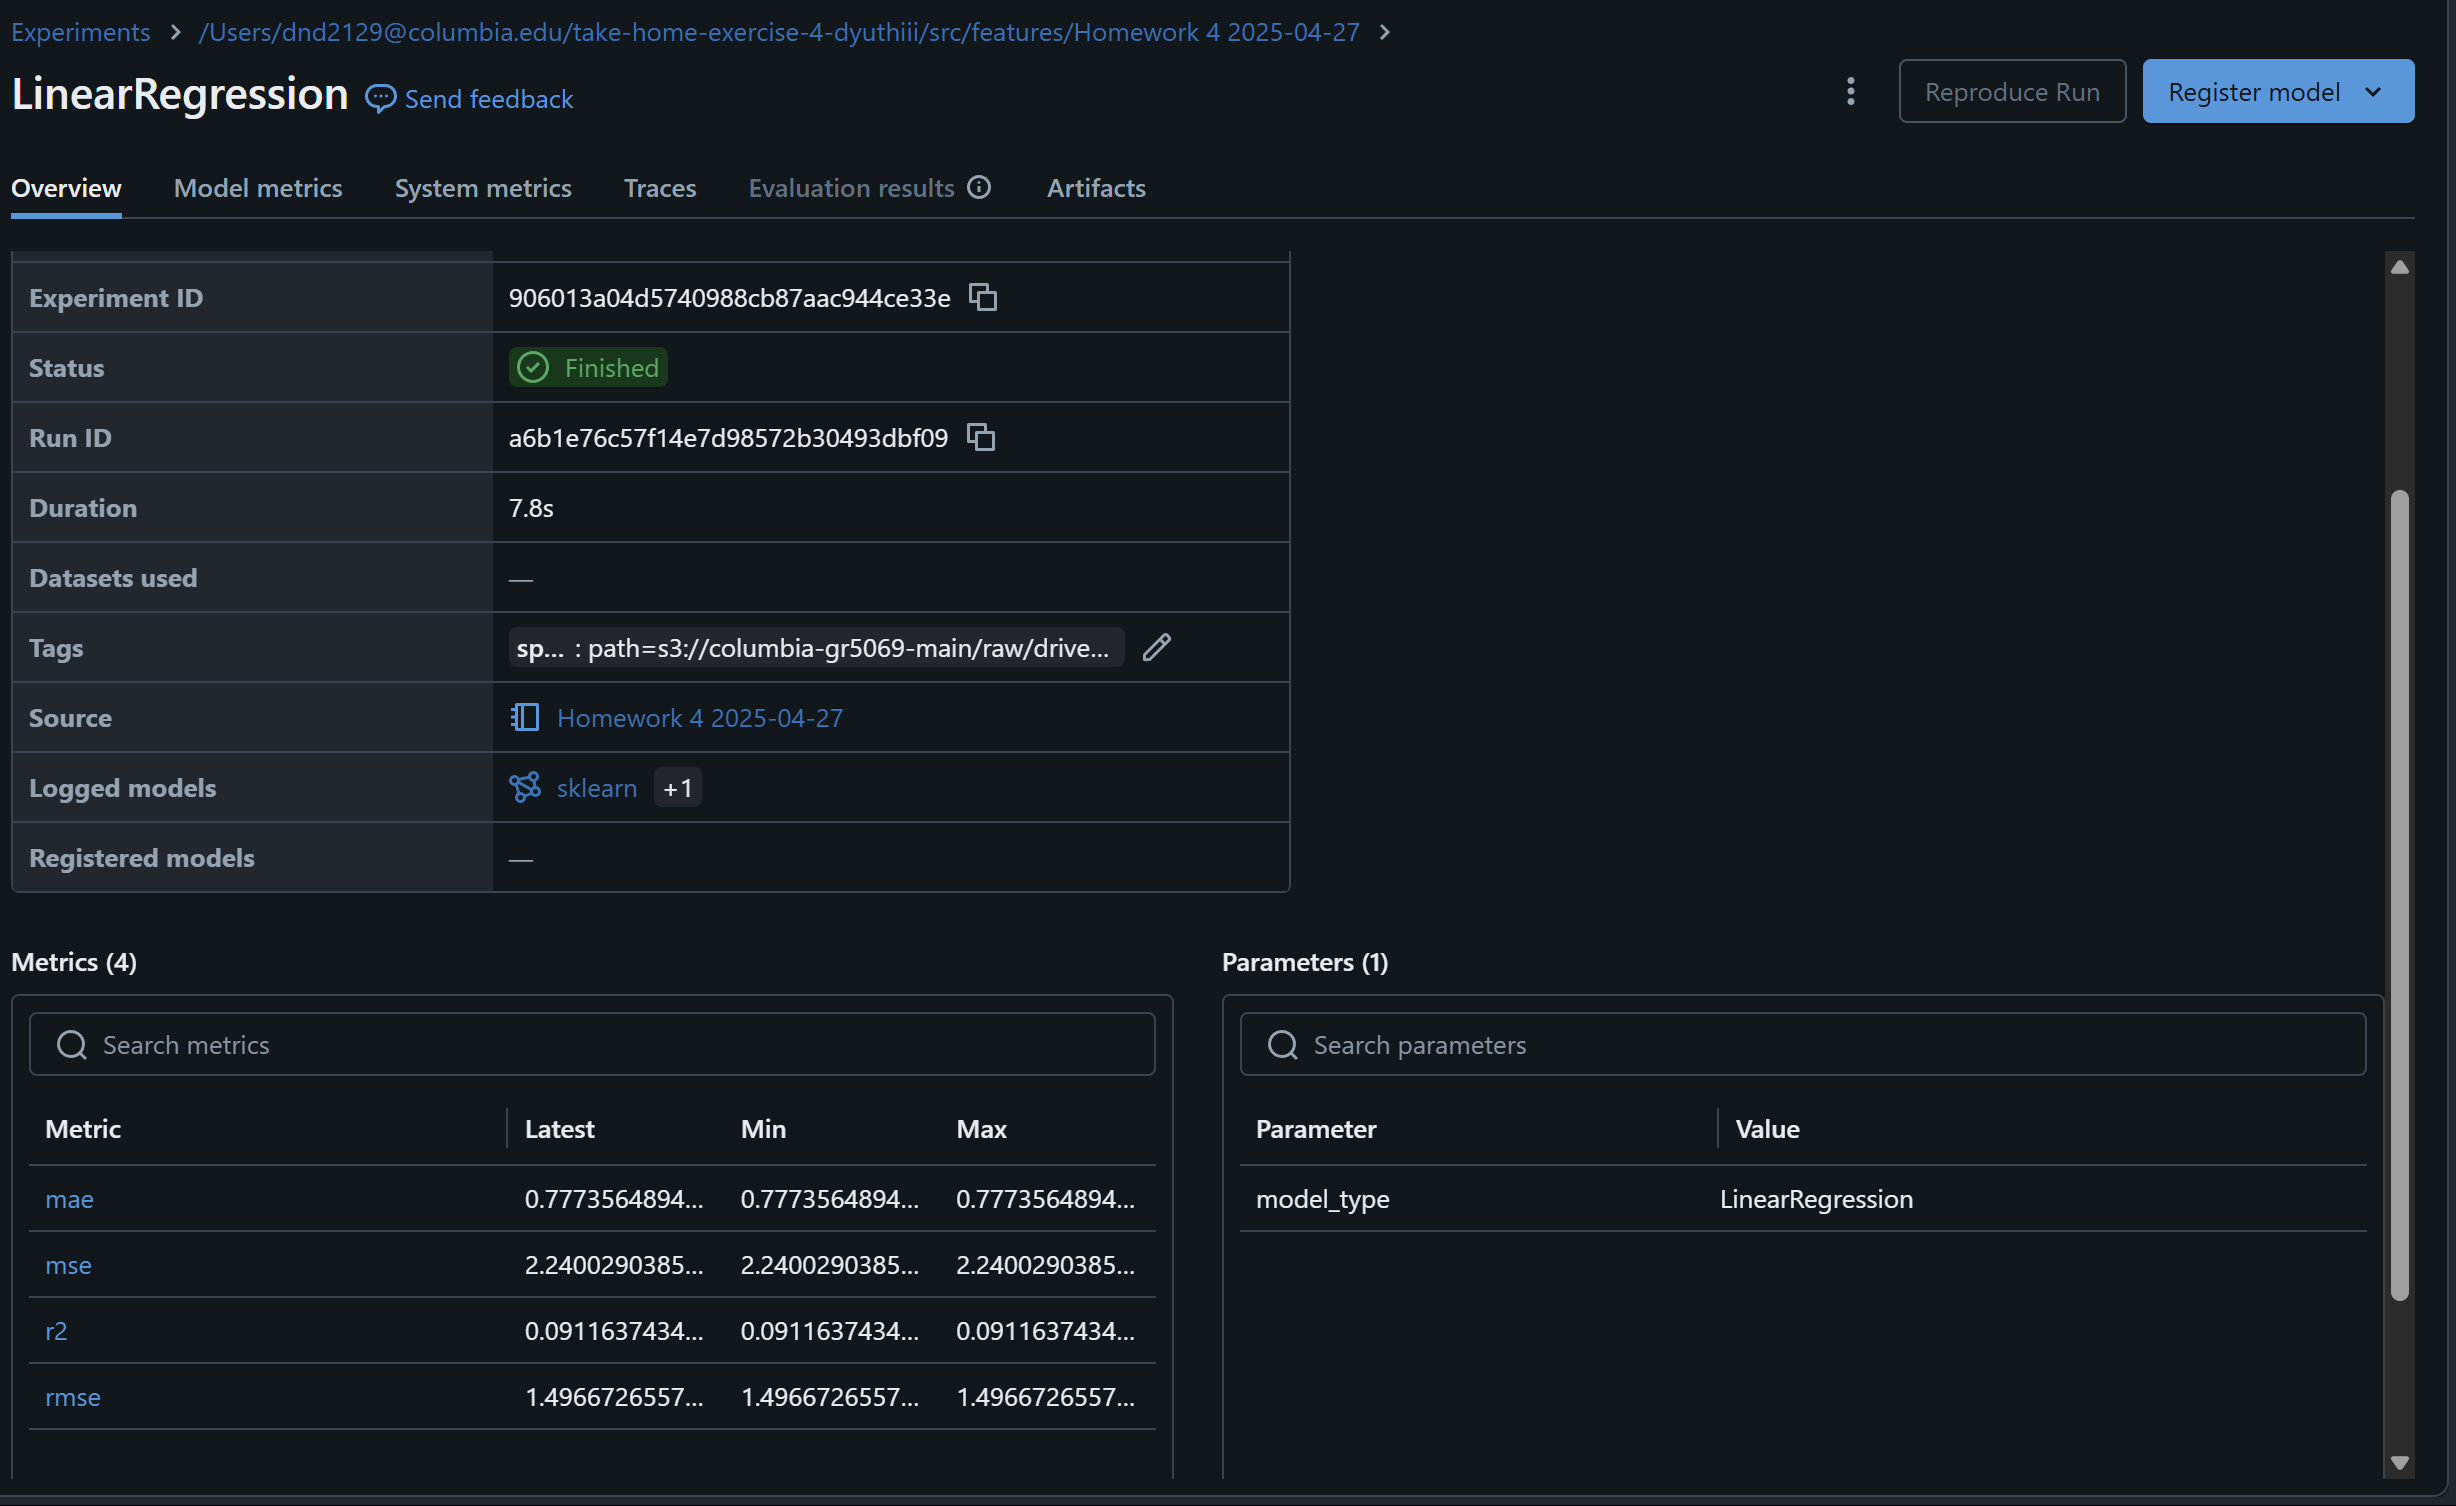 Experiments > /Users/dnd2129@columbia.edu/take-home-exercise-4-dyuthiii/src/features/Homework 4 2025-04-27 >
LinearRegression Send feedback
Reproduce Run
Register model
Overview Model metrics System metrics Traces Evaluation results Artifacts
Experiment ID 906013a04d5740988cb87aac944ce33e
Status Finished
Run ID a6b1e76c57f14e7d98572b30493dbf09
Duration 7.8s
Datasets used —
Tags sp... : path=s3://columbia-gr5069-main/raw/drive...
Source Homework 4 2025-04-27
Logged models sklearn +1
Registered models —
Metrics (4)
Search metrics
Metric Latest Min Max
mae 0.7773564894... 0.7773564894... 0.7773564894...
mse 2.2400290385... 2.2400290385... 2.2400290385...
r2 0.0911637434... 0.0911637434... 0.0911637434...
rmse 1.4966726557... 1.4966726557... 1.4966726557...
Parameters (1)
Search parameters
Parameter Value
model_type LinearRegression